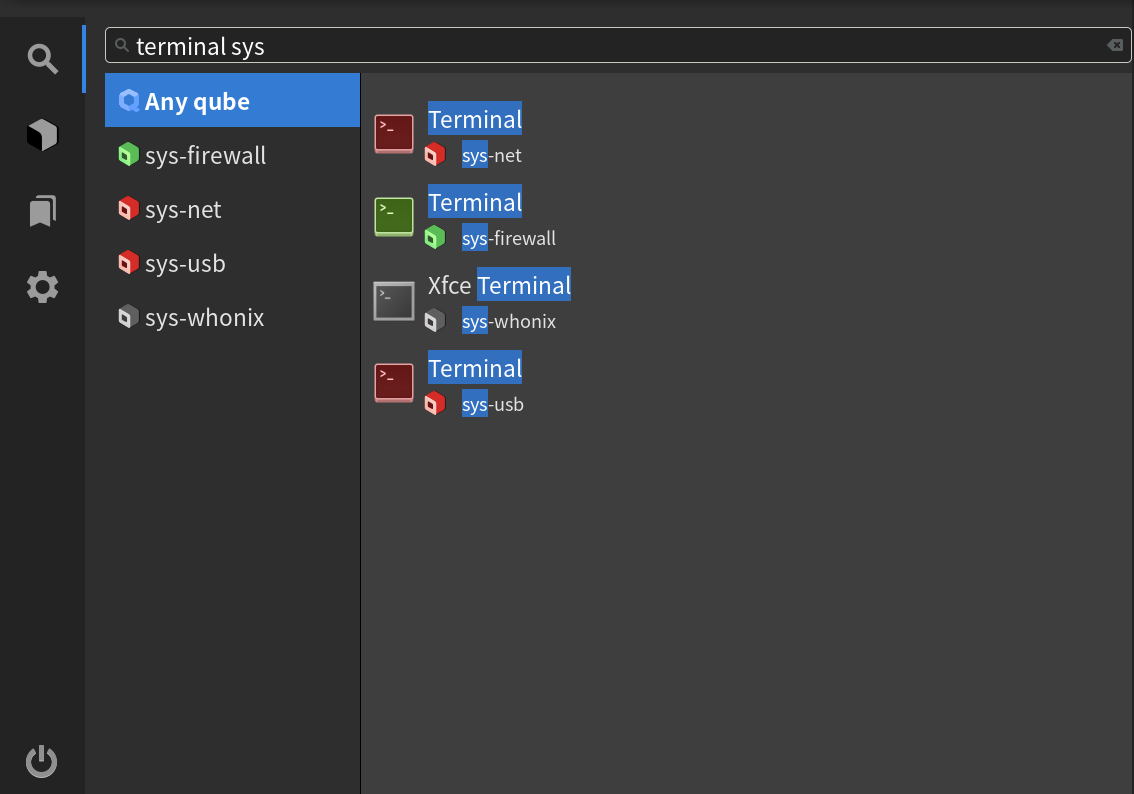 terminal sys
Any qube
sys-firewall
sys-net
sys-usb
sys-whonix
Terminal
sys-net
Terminal
sys-firewall
Xfce Terminal
sys-whonix
Terminal
sys-usb